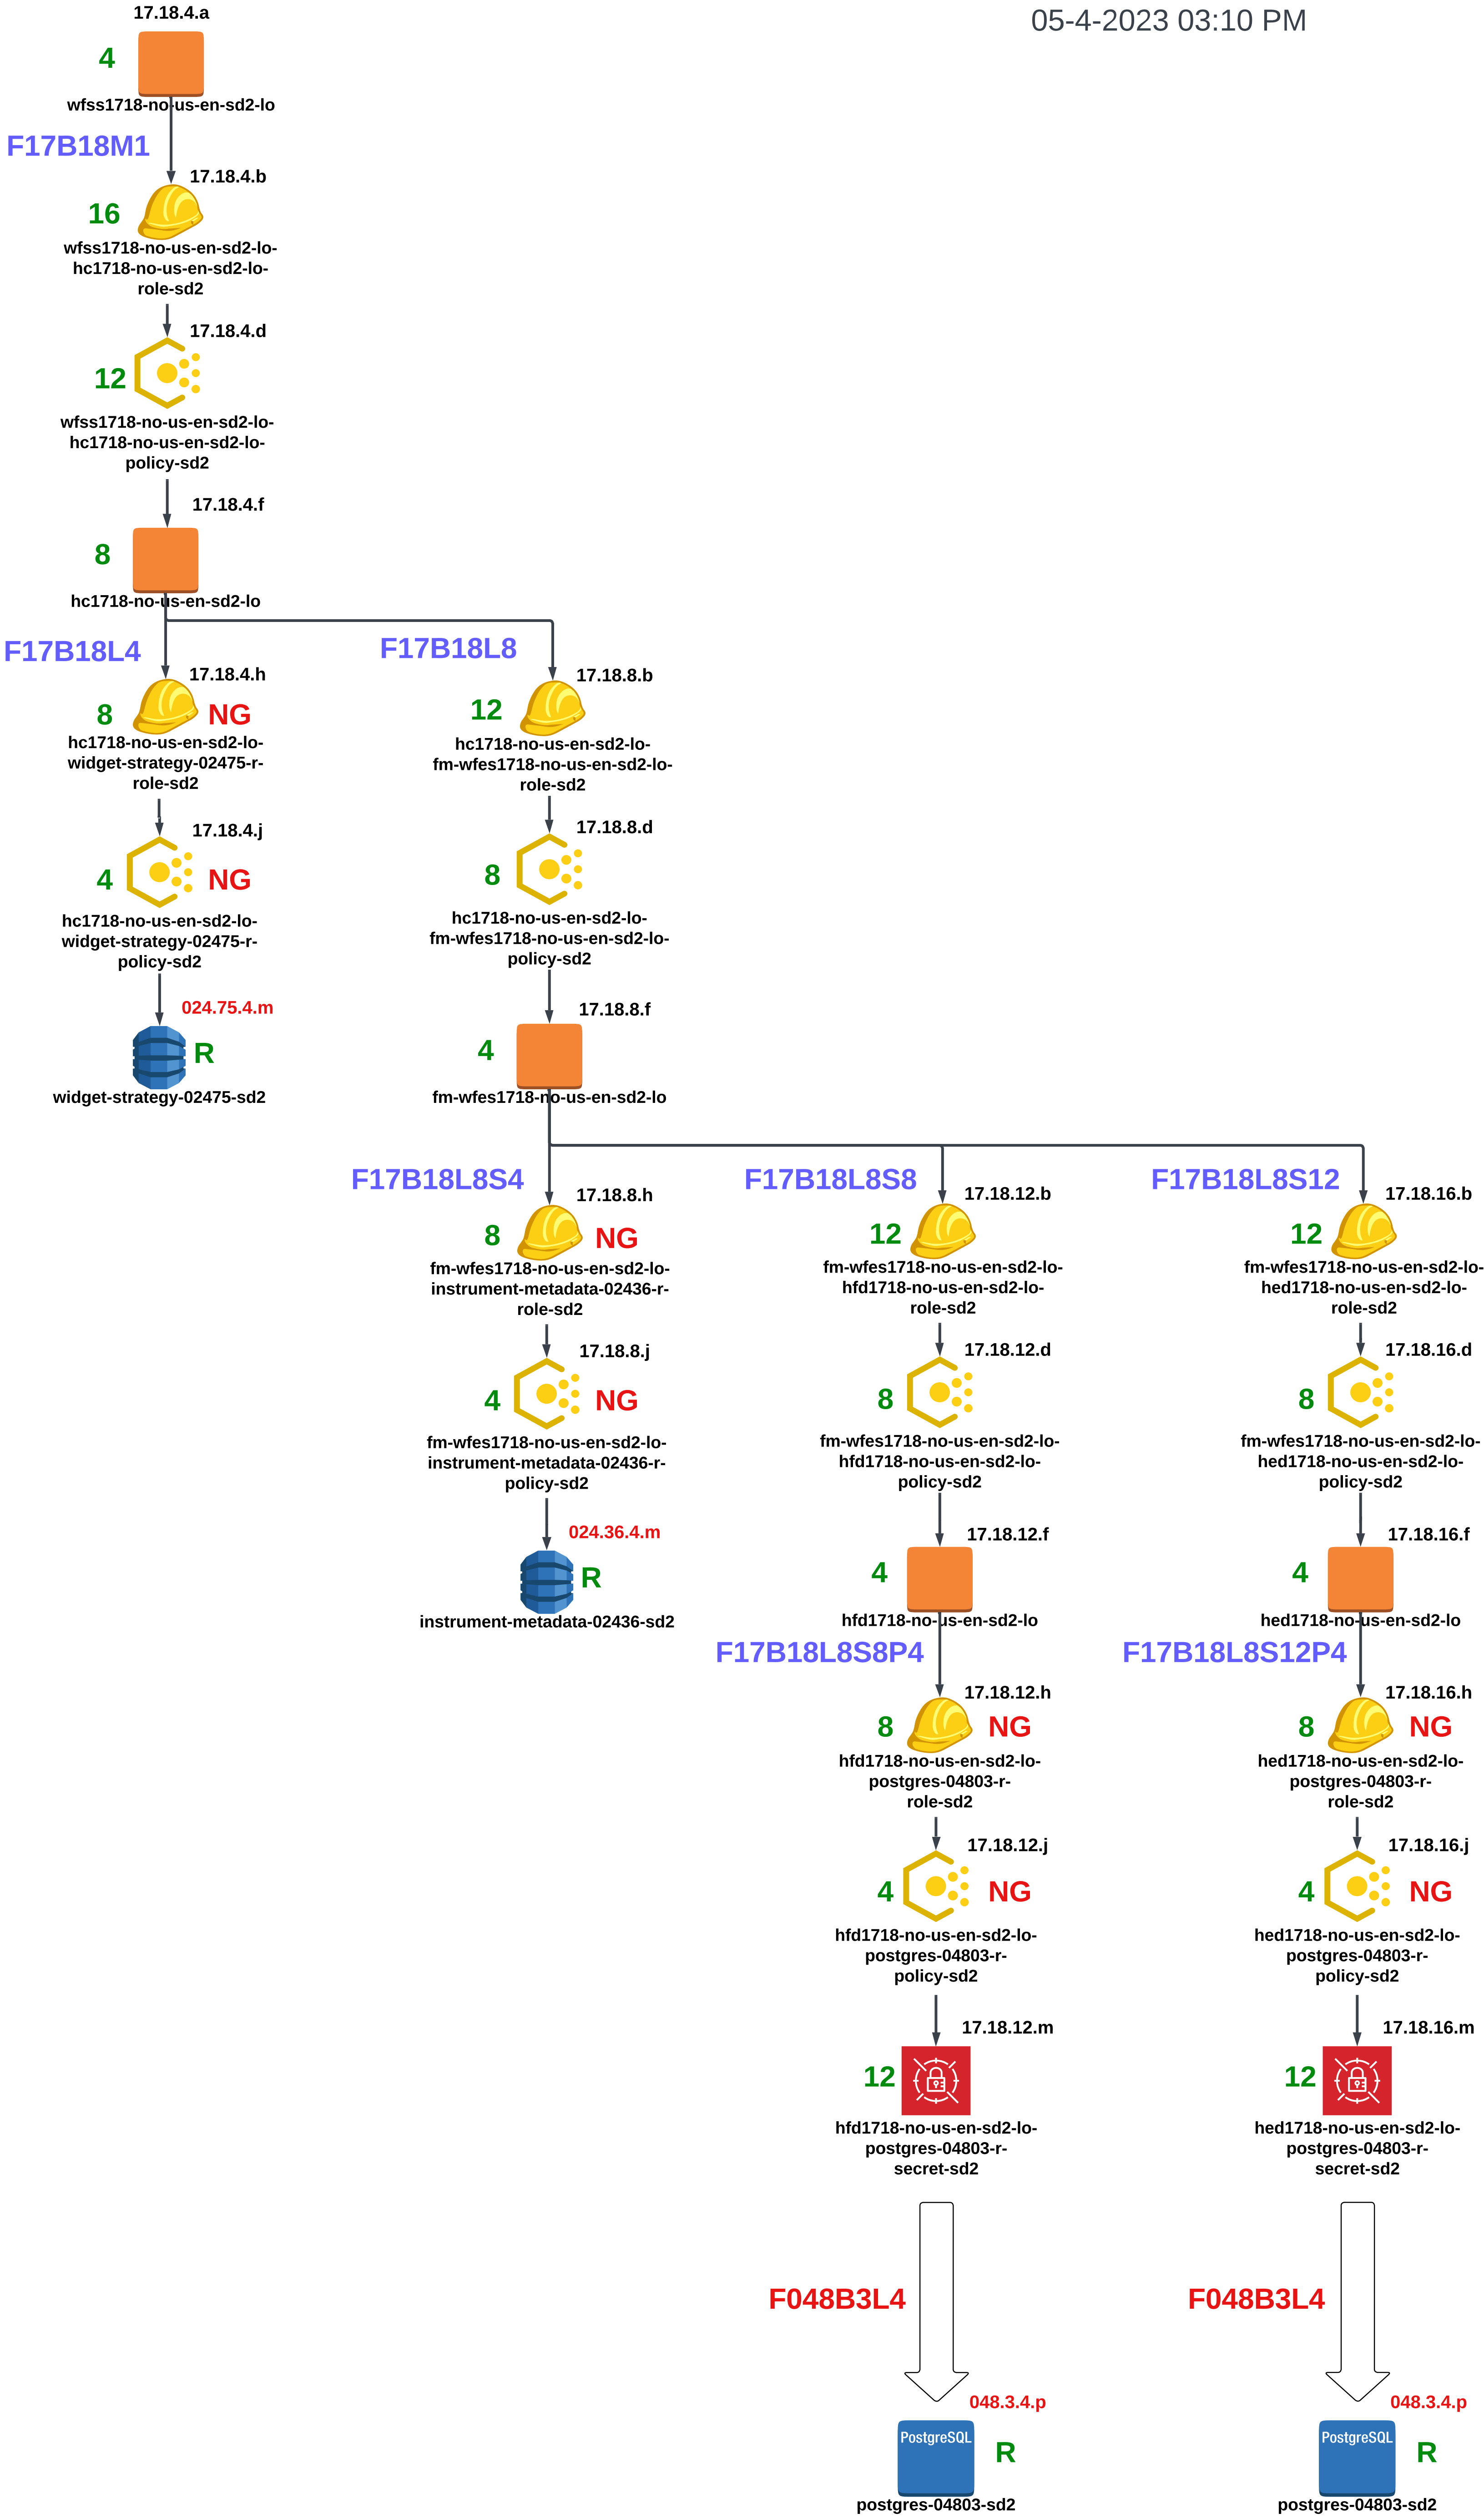 17.18.4.a
05-4-2023 03:10 PM
4
wfss1718-no-us-en-sd2-lo
F17B18M1
17.18.4.b
16
wfss1718-no-us-en-sd2-lo-
hc1718-no-us-en-sd2-lo-
role-sd2
17.18.4.d
12
wfss1718-no-us-en-sd2-lo-
hc1718-no-us-en-sd2-lo-
policy-sd2
17.18.4.f
8
hc1718-no-us-en-sd2-lo
F17B18L4
17.18.4.h
8
NG
hc1718-no-us-en-sd2-lo-
widget-strategy-02475-r-
role-sd2
17.18.4.j
4
NG
hc1718-no-us-en-sd2-lo-
widget-strategy-02475-r-
policy-sd2
024.75.4.m
R
widget-strategy-02475-sd2
F17B18L8
17.18.8.b
12
hc1718-no-us-en-sd2-lo-
fm-wfes1718-no-us-en-sd2-lo-
role-sd2
17.18.8.d
8
hc1718-no-us-en-sd2-lo-
fm-wfes1718-no-us-en-sd2-lo-
policy-sd2
17.18.8.f
4
fm-wfes1718-no-us-en-sd2-lo
F17B18L8S4
17.18.8.h
8
NG
fm-wfes1718-no-us-en-sd2-lo-
instrument-metadata-02436-r-
role-sd2
17.18.8.j
4
NG
fm-wfes1718-no-us-en-sd2-lo-
instrument-metadata-02436-r-
policy-sd2
024.36.4.m
R
instrument-metadata-02436-sd2
F17B18L8S8
17.18.12.b
12
fm-wfes1718-no-us-en-sd2-lo-
hfd1718-no-us-en-sd2-lo-
role-sd2
17.18.12.d
8
fm-wfes1718-no-us-en-sd2-lo-
hfd1718-no-us-en-sd2-lo-
policy-sd2
17.18.12.f
4
hfd1718-no-us-en-sd2-lo
F17B18L8S8P4
17.18.12.h
8
NG
hfd1718-no-us-en-sd2-lo-
postgres-04803-r-
role-sd2
17.18.12.j
4
NG
hfd1718-no-us-en-sd2-lo-
postgres-04803-r-
policy-sd2
17.18.12.m
12
hfd1718-no-us-en-sd2-lo-
postgres-04803-r-
secret-sd2
F048B3L4
048.3.4.p
PostgreSQL
R
postgres-04803-sd2
F17B18L8S12
17.18.16.b
12
fm-wfes1718-no-us-en-sd2-lo-
hed1718-no-us-en-sd2-lo-
role-sd2
17.18.16.d
8
fm-wfes1718-no-us-en-sd2-lo-
hed1718-no-us-en-sd2-lo-
policy-sd2
17.18.16.f
4
hed1718-no-us-en-sd2-lo
F17B18L8S12P4
17.18.16.h
8
NG
hed1718-no-us-en-sd2-lo-
postgres-04803-r-
role-sd2
17.18.16.j
4
NG
hed1718-no-us-en-sd2-lo-
postgres-04803-r-
policy-sd2
17.18.16.m
12
hed1718-no-us-en-sd2-lo-
postgres-04803-r-
secret-sd2
F048B3L4
048.3.4.p
PostgreSQL
R
postgres-04803-sd2